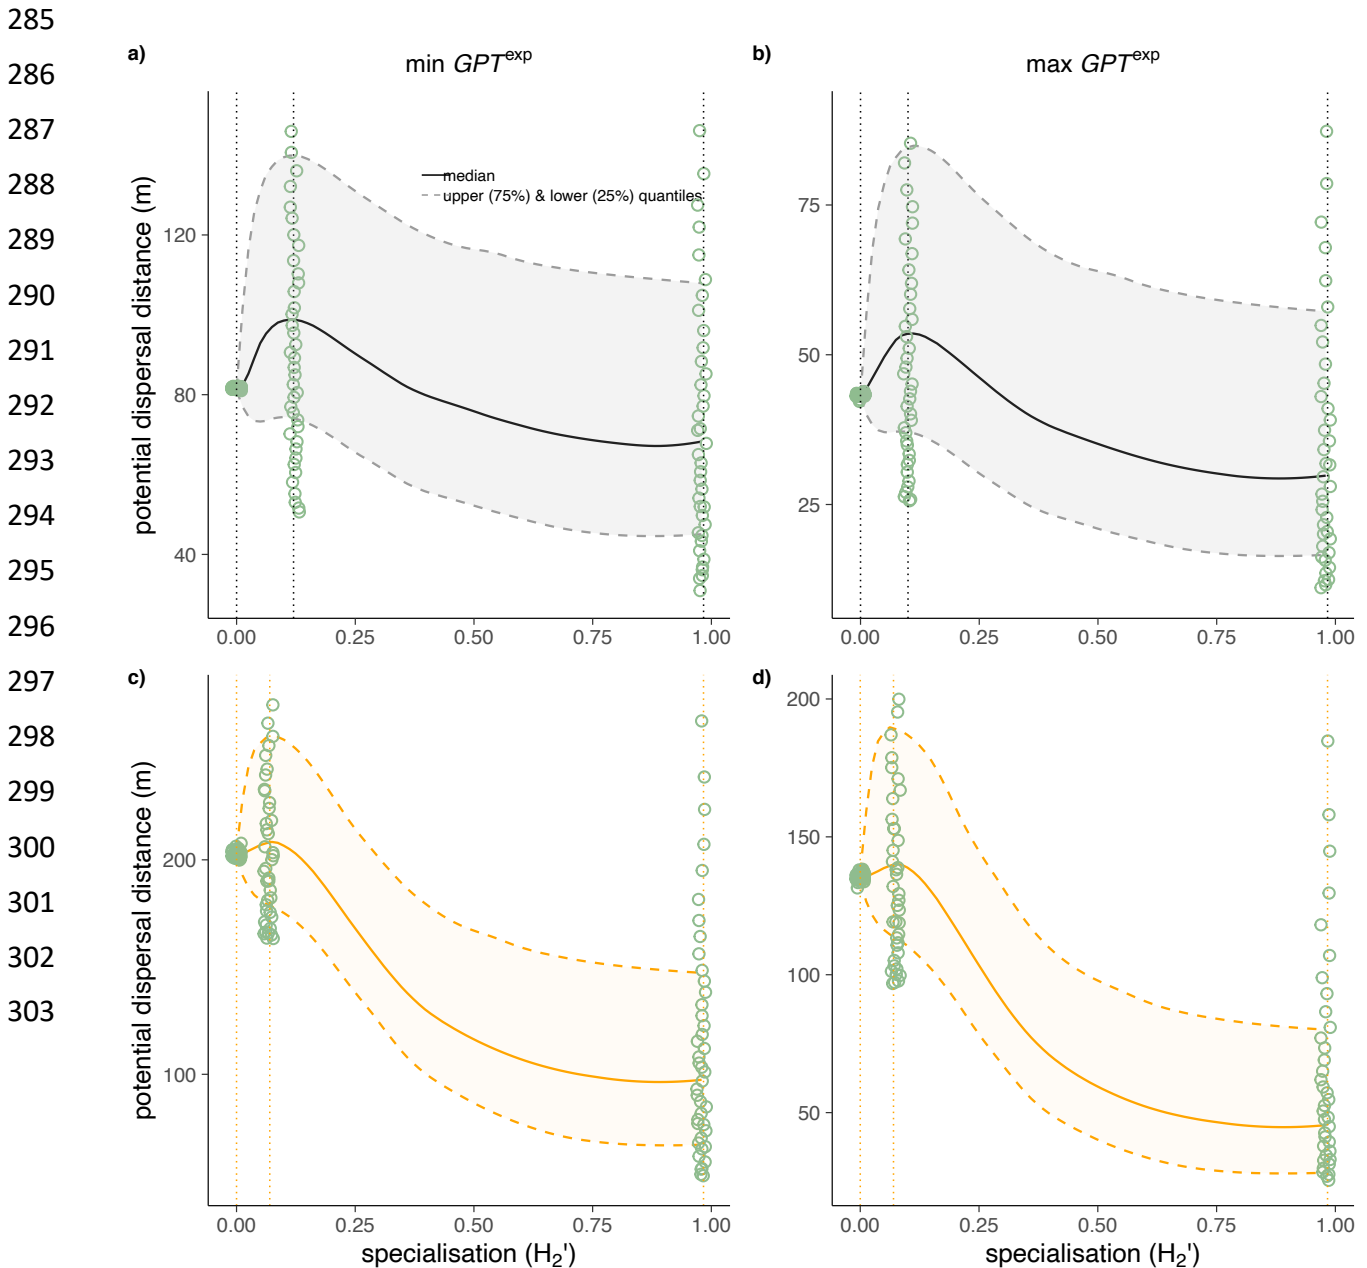 285
286
287
288
289
290
291
292
293
294
295
296
297
298
299
300
301
302
303
a)
min GPT^exp
potential dispersal distance (m)
120
80
40
median
upper (75%) & lower (25%) quantiles
0.00 0.25 0.50 0.75 1.00
b)
max GPT^exp
75
50
25
0.00 0.25 0.50 0.75 1.00
c)
potential dispersal distance (m)
200
100
0.00 0.25 0.50 0.75 1.00
specialisation (H₂')
d)
200
150
100
50
0.00 0.25 0.50 0.75 1.00
specialisation (H₂')